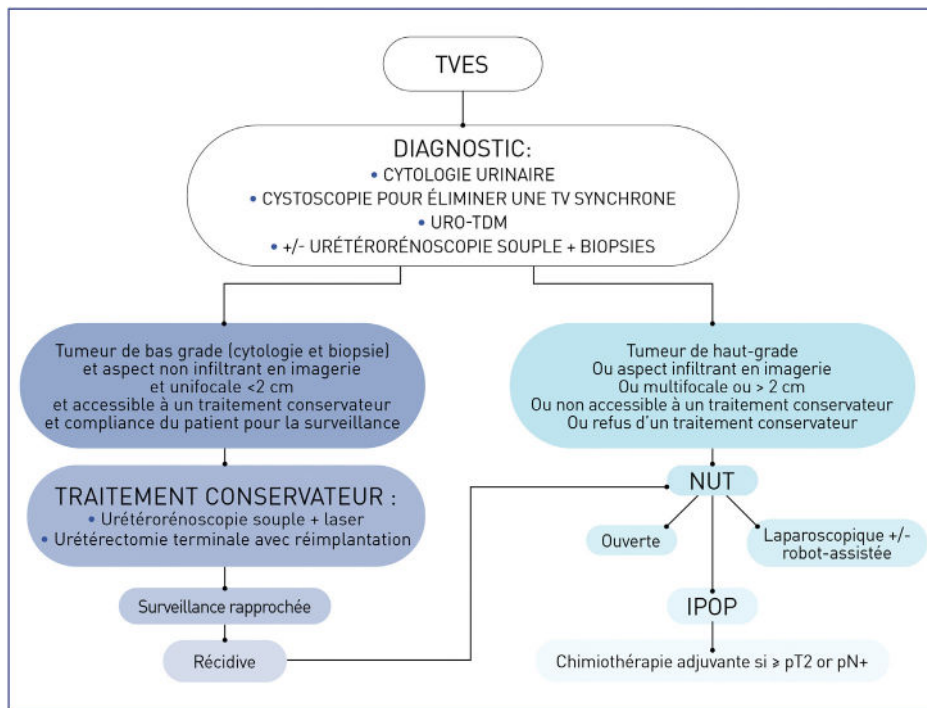 TVES
DIAGNOSTIC:
• CYTOLOGIE URINAIRE
• CYSTOSCOPIE POUR ÉLIMINER UNE TV SYNCHRONE
• URO-TDM
• +/- URÉTÉRORÉNOSCOPIE SOUPLE + BIOPSIES
Tumeur de bas grade (cytologie et biopsie)
et aspect non infiltrant en imagerie
et unifocale <2 cm
et accessible à un traitement conservateur
et compliance du patient pour la surveillance
Tumeur de haut-grade
Ou aspect infiltrant en imagerie
Ou multifocale ou > 2 cm
Ou non accessible à un traitement conservateur
Ou refus d'un traitement conservateur
TRAITEMENT CONSERVATEUR :
• Urétérorénoscopie souple + laser
• Urétérectomie terminale avec réimplantation
NUT
Ouverte
Laparoscopique +/-
robot-assistée
Surveillance rapprochée
IPOP
Récidive
Chimiothérapie adjuvante si ⩾ pT2 or pN+